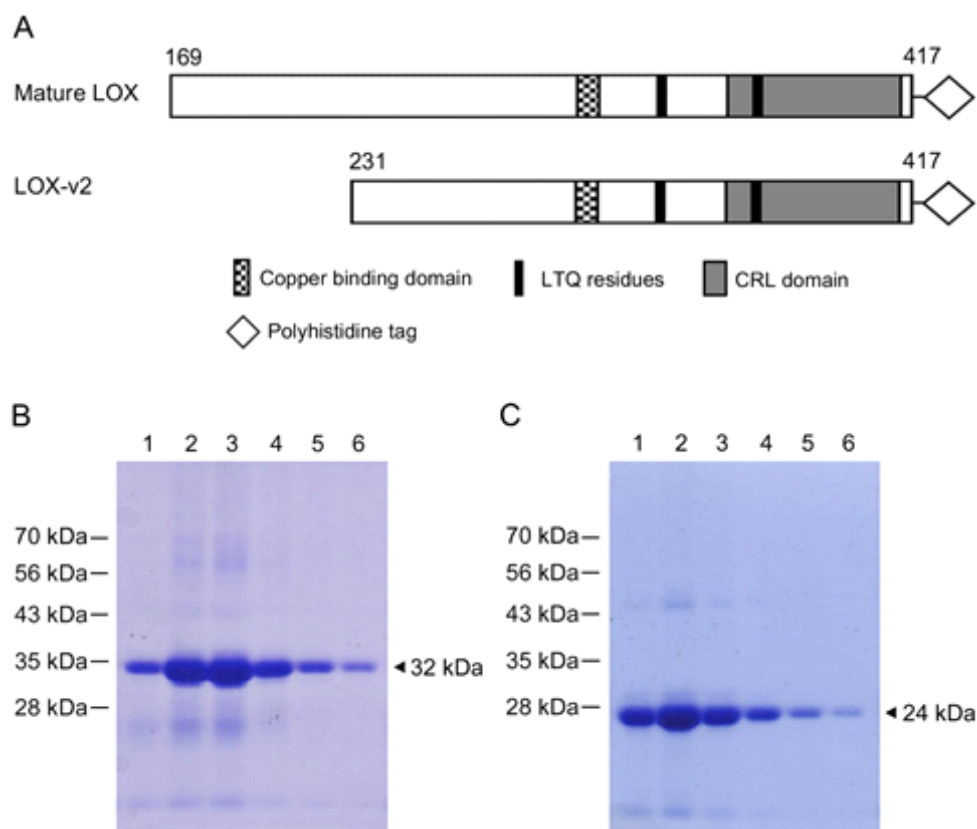 A
169 417
Mature LOX
231 417
LOX-v2
Copper binding domain LTQ residues CRL domain
Polyhistidine tag
B
1 2 3 4 5 6
70 kDa
56 kDa
43 kDa
35 kDa
32 kDa
28 kDa
C
1 2 3 4 5 6
70 kDa
56 kDa
43 kDa
35 kDa
28 kDa
24 kDa